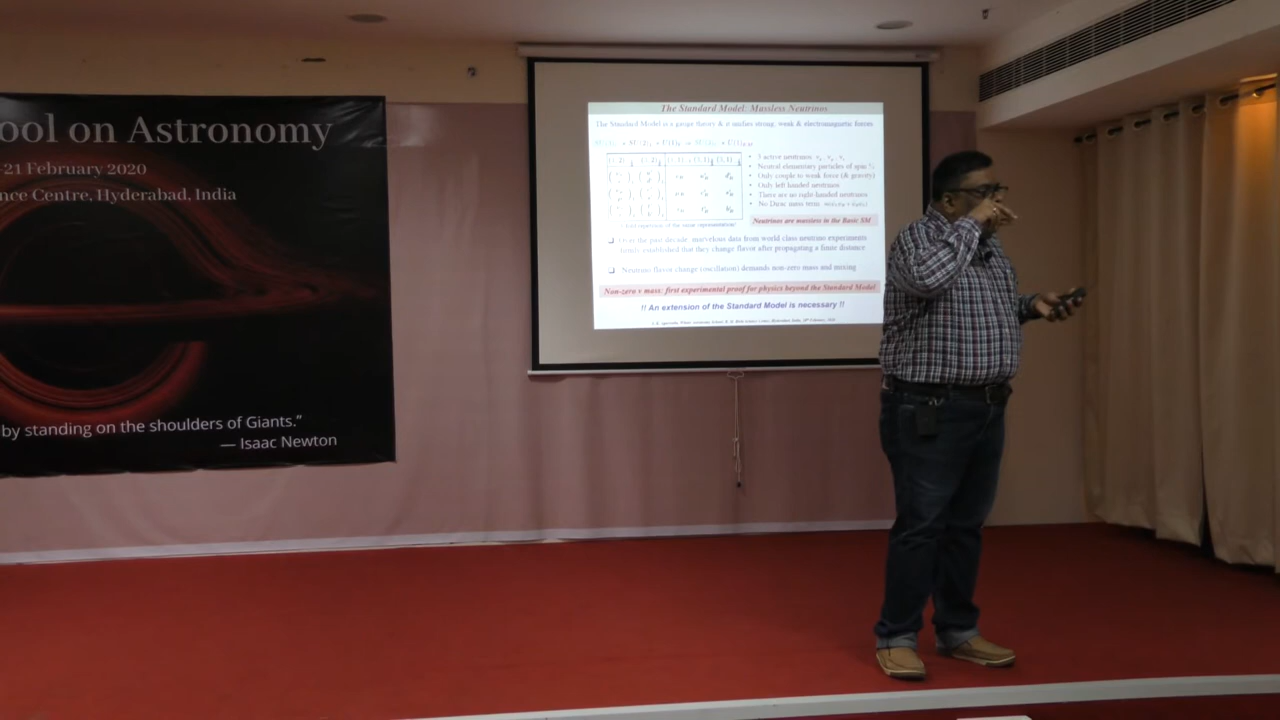 ool on Astronomy
-21 February 2020
nce Centre, Hyderabad, India
by standing on the shoulders of Giants.”
— Isaac Newton
The Standard Model: Massless Neutrinos
The Standard Model is a gauge theory & it unifies strong, weak & electromagnetic forces
• 3 active neutrinos
• Neutral elementary particles of spin ½
• Only couple to weak force (& gravity)
• Only left handed neutrinos
• There are no right-handed neutrinos
• No Dirac mass term
Neutrinos are massless in the Basic SM
❑ Over the past decade, marvelous data from world class neutrino experiments
firmly established that they change flavor after propagating a finite distance
❑ Neutrino flavor change (oscillation) demands non-zero mass and mixing
Non-zero ν mass: first experimental proof for physics beyond the Standard Model
!! An extension of the Standard Model is necessary !!